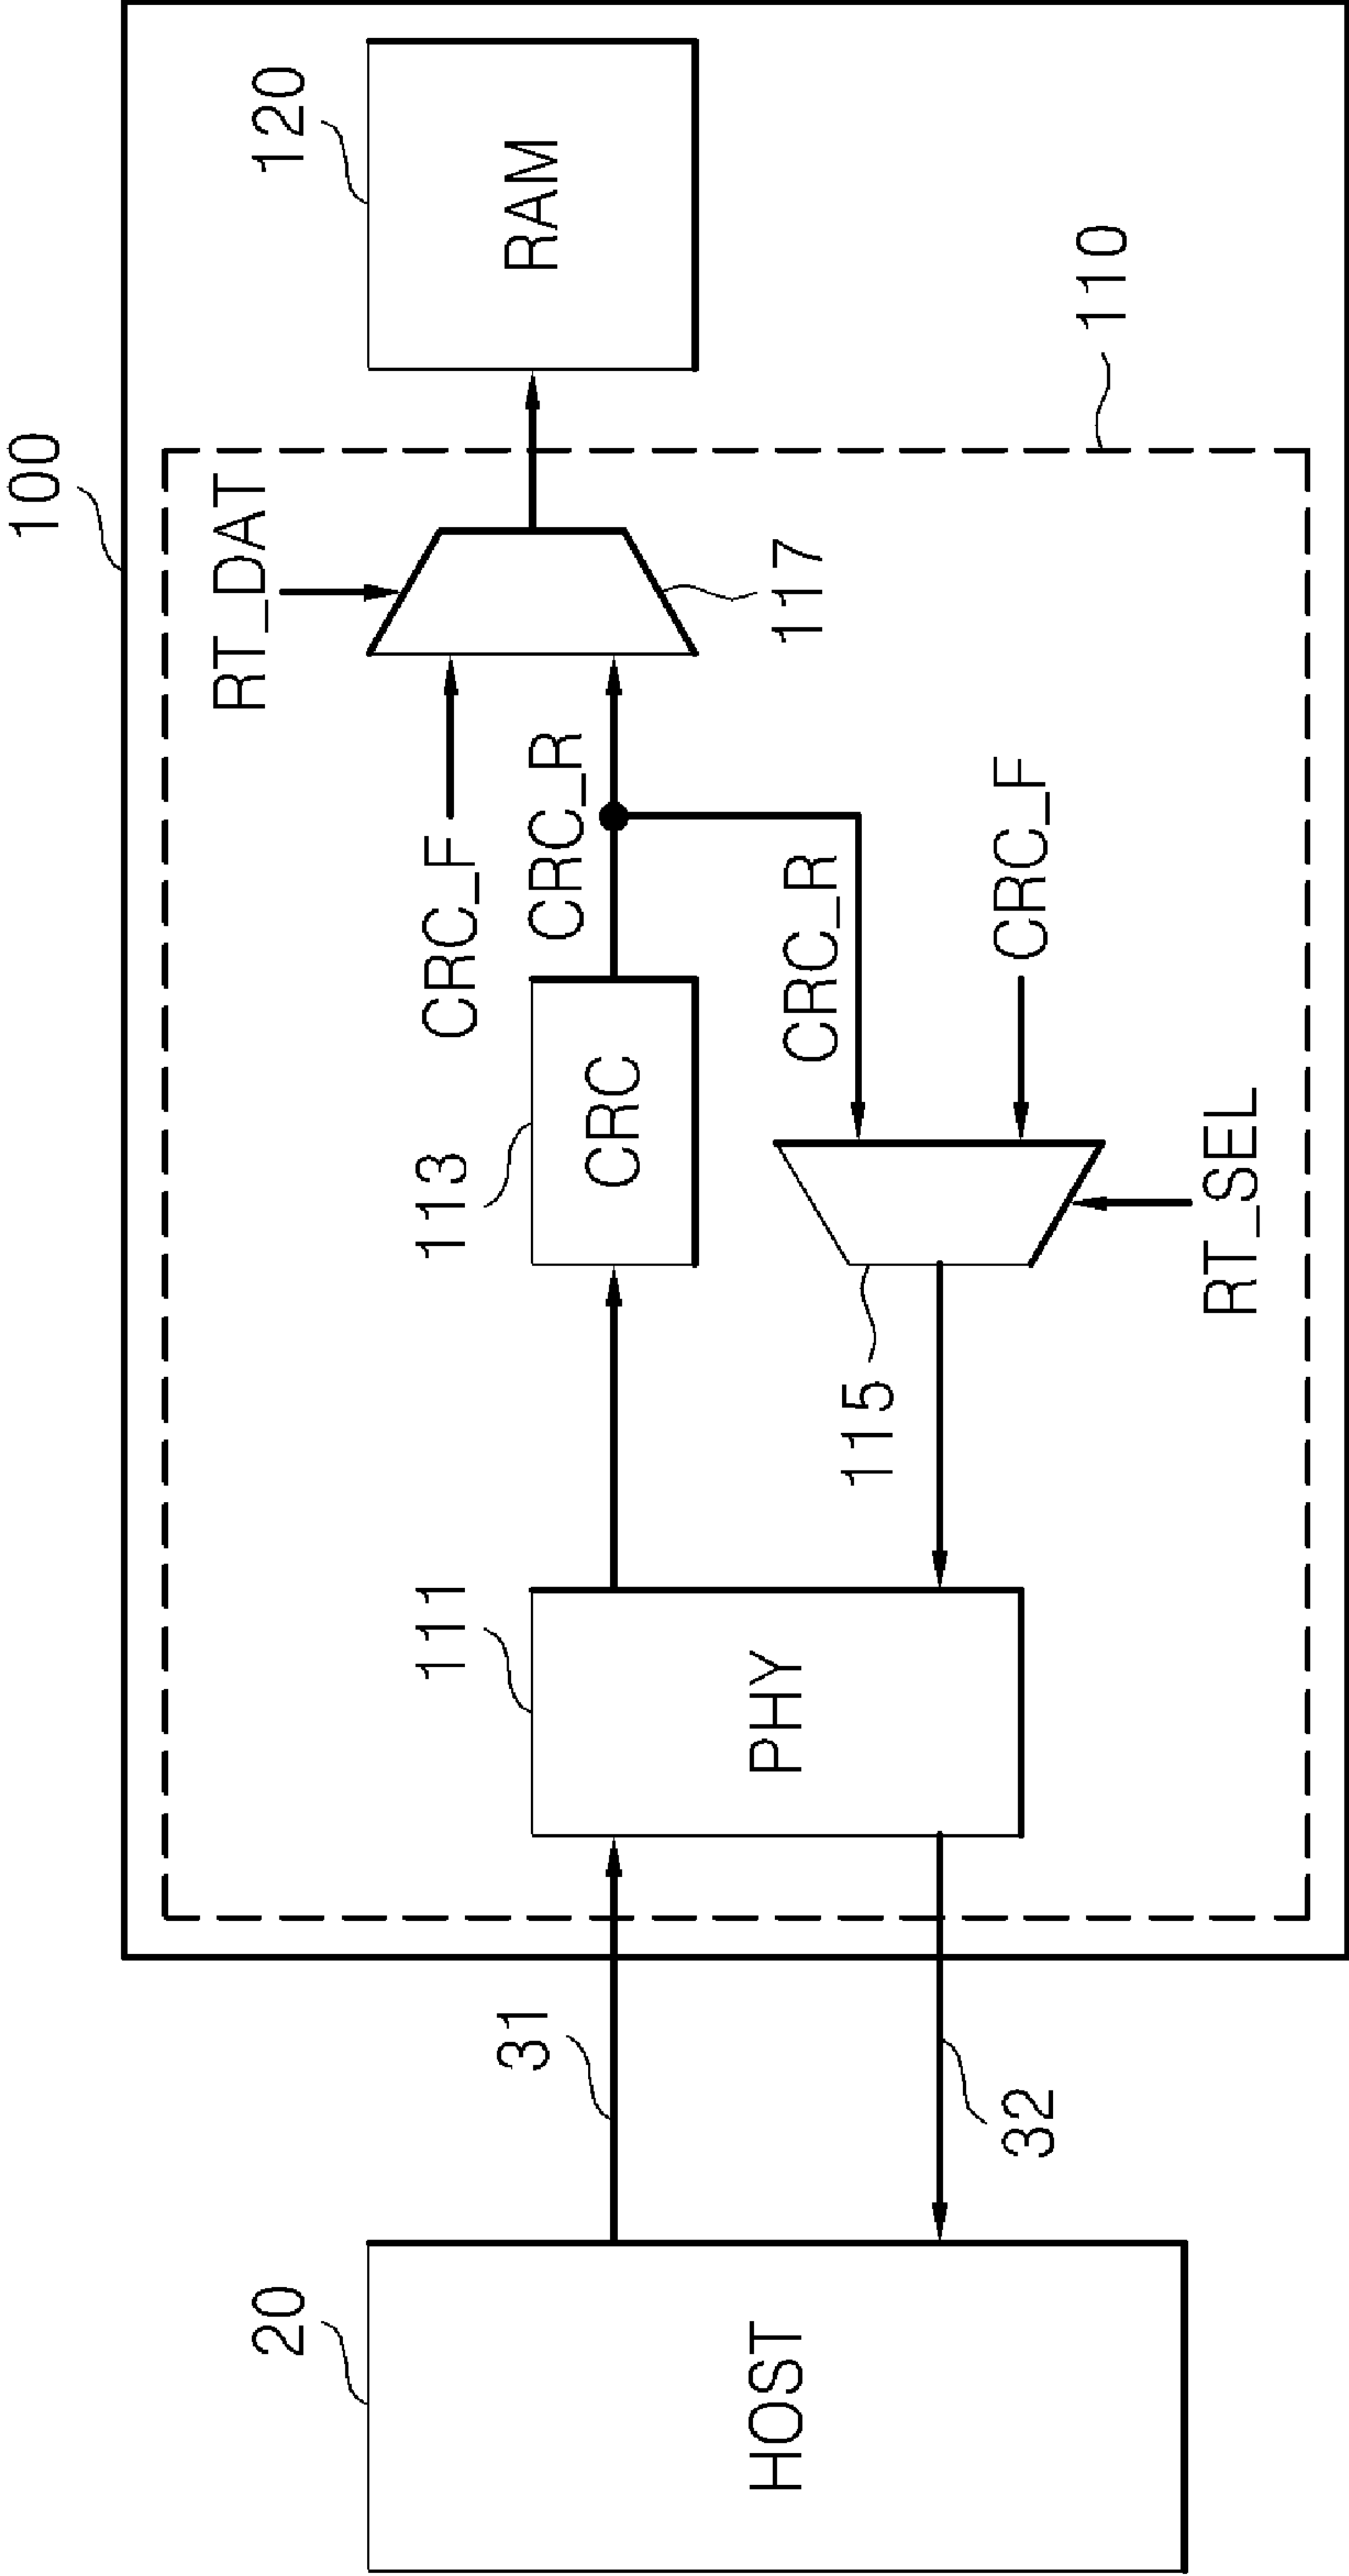 100
20
HOST
31
32
111
PHY
113
CRC
115
RT_SEL
CRC_R
CRC_F
CRC_F
CRC_R
RT_DAT
117
110
120
RAM